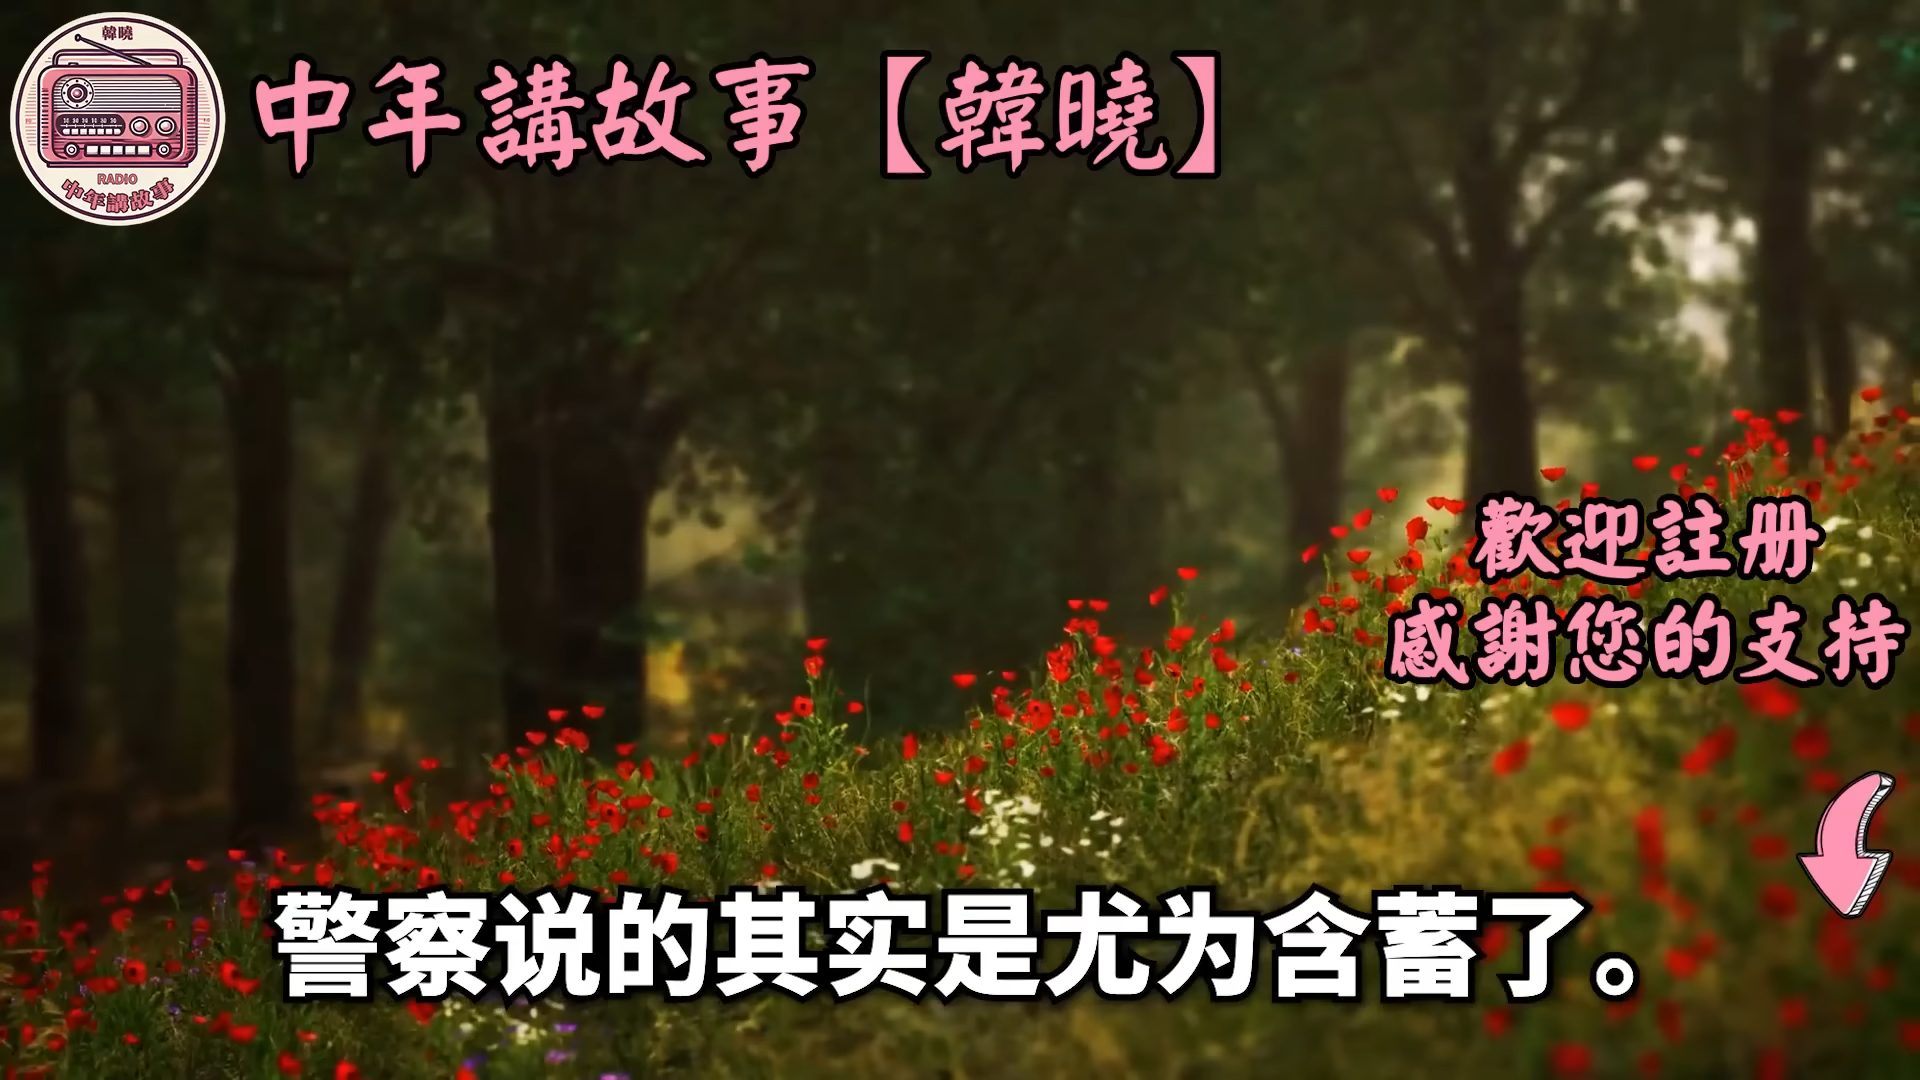 韓曉
RADIO
中年講故事
中年講故事【韓曉】
歡迎註册
感謝您的支持
警察说的其实是尤为含蓄了。